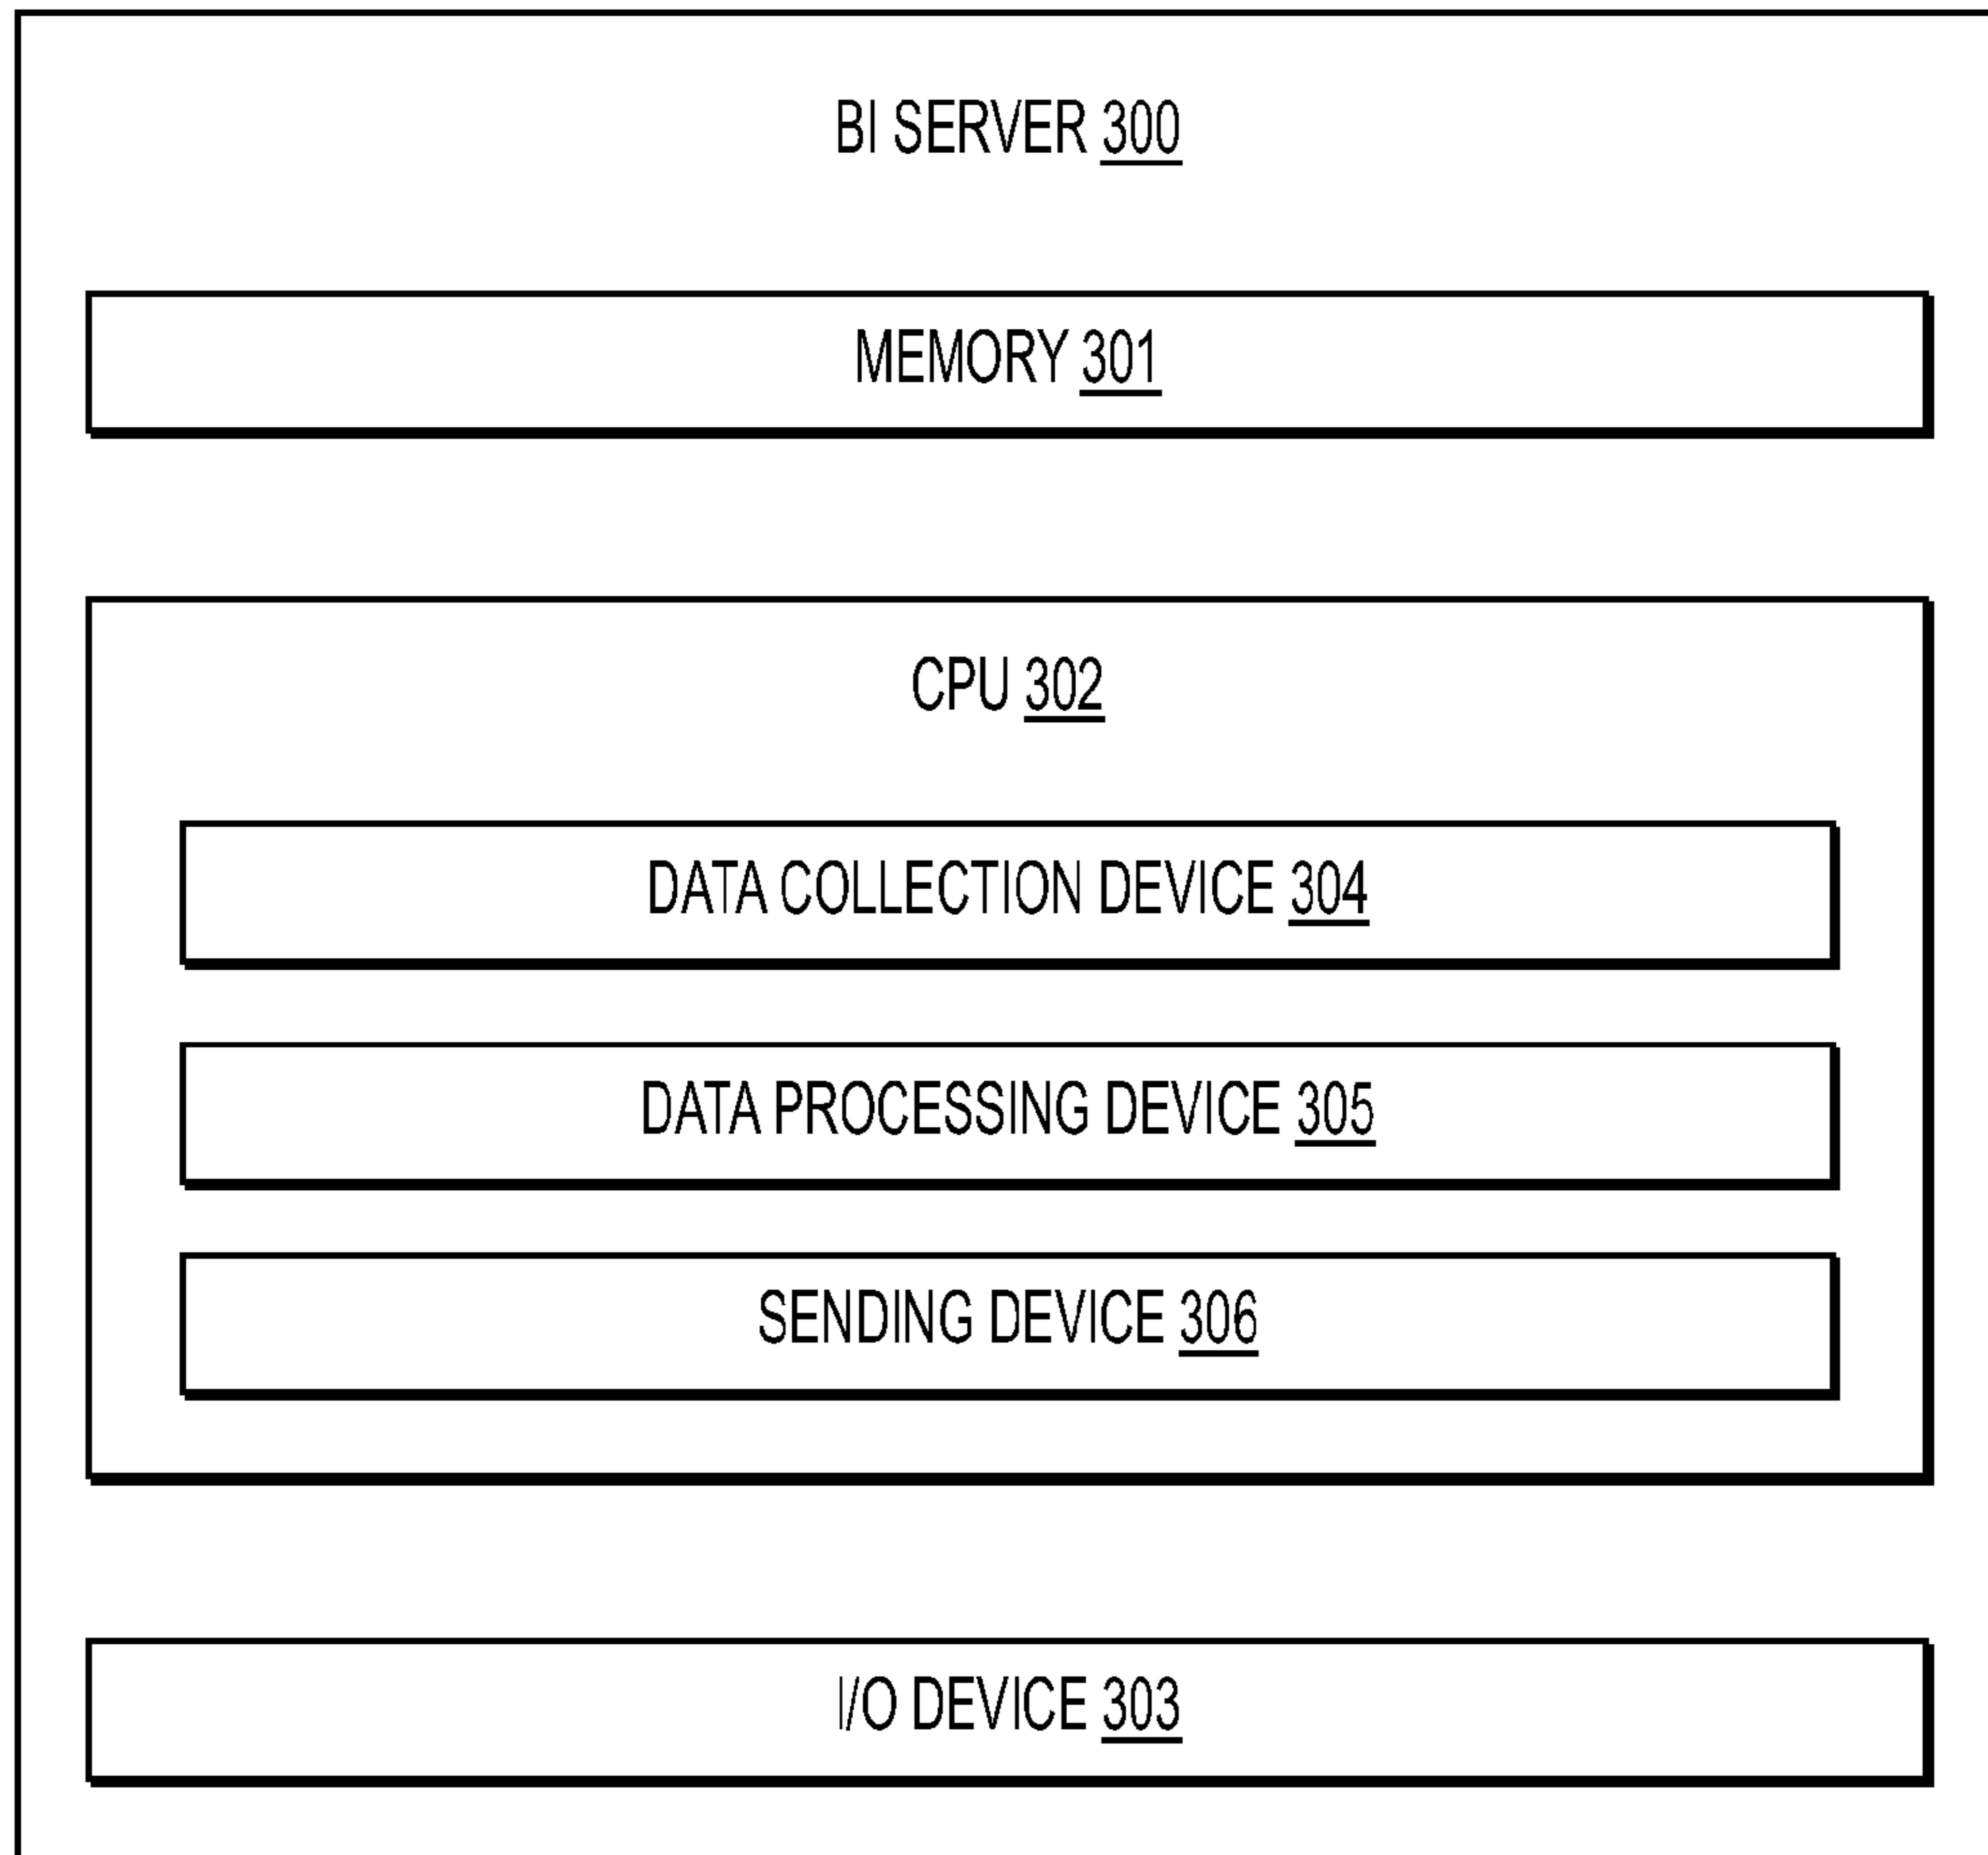 BI SERVER 300
MEMORY 301
CPU 302
DATA COLLECTION DEVICE 304
DATA PROCESSING DEVICE 305
SENDING DEVICE 306
I/O DEVICE 303